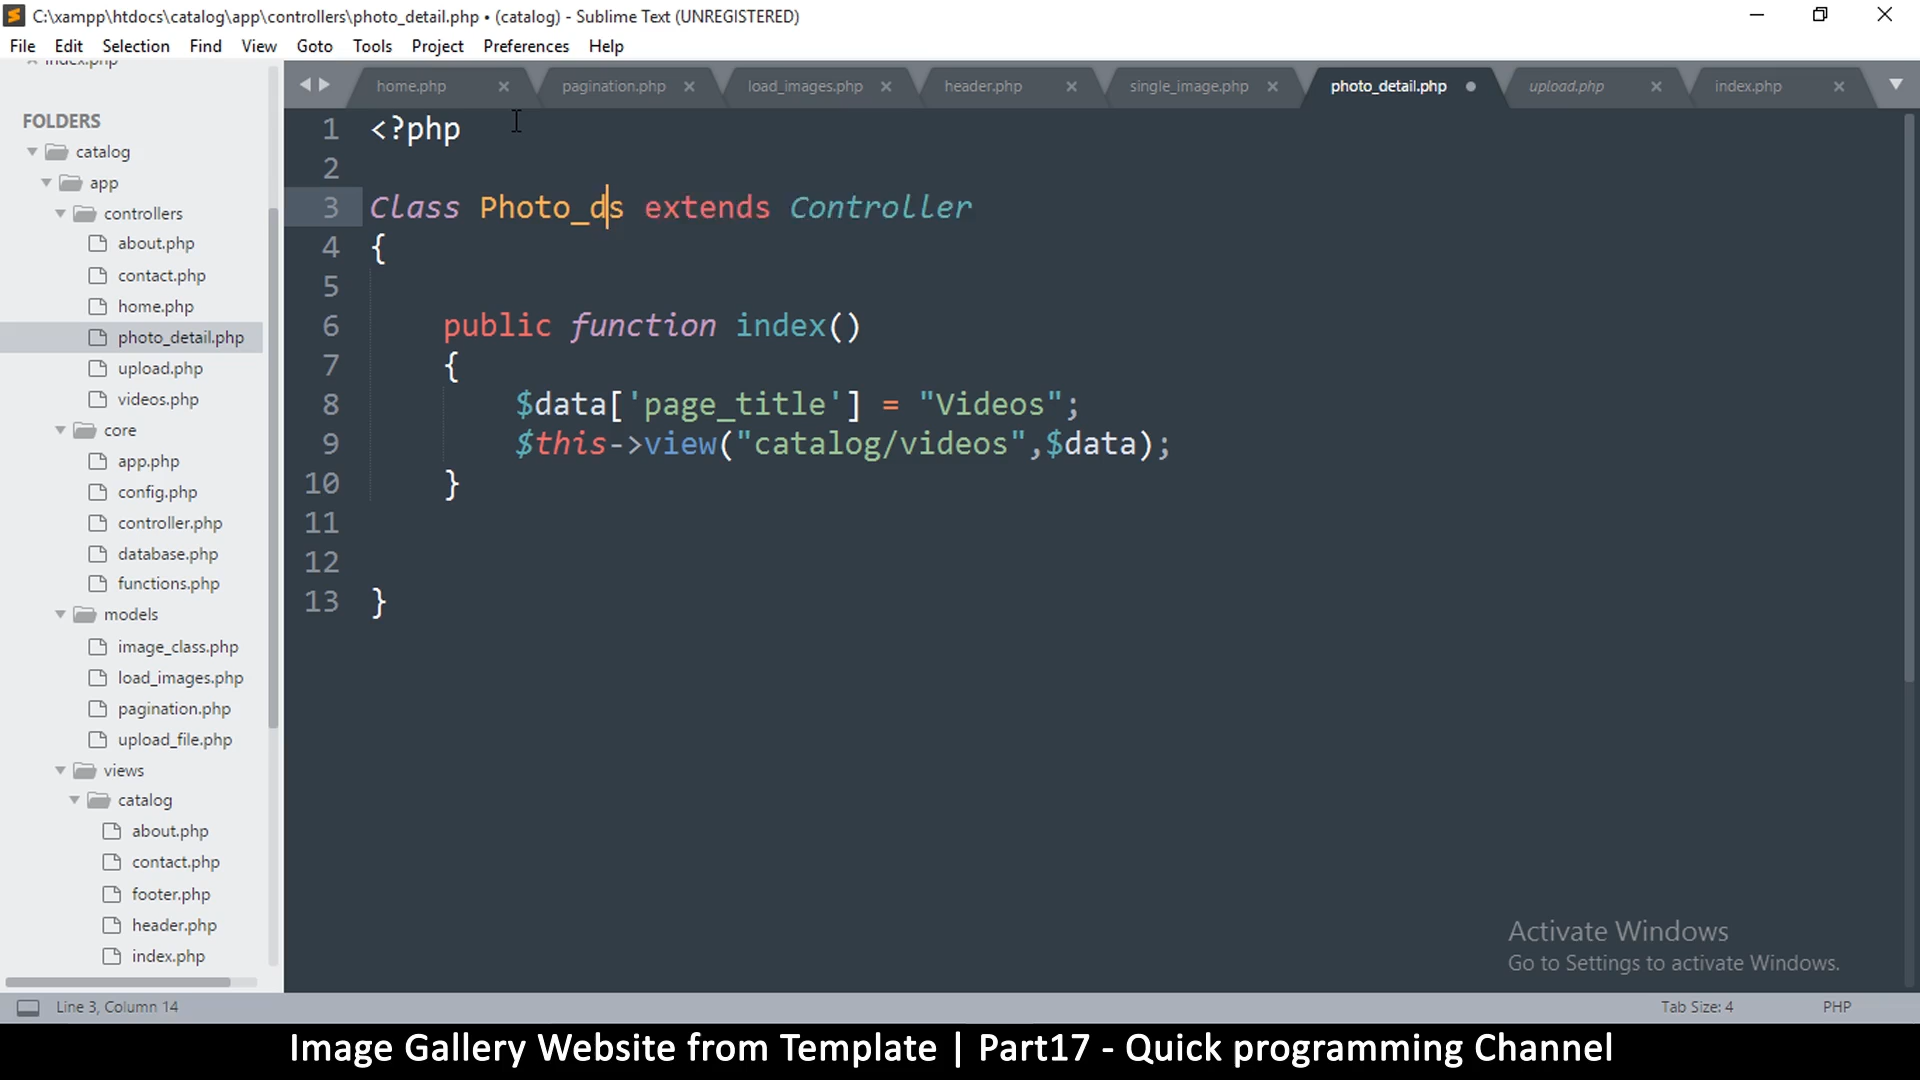 C:\xampp\htdocs\catalog\app\controllers\photo_detail.php • (catalog) - Sublime Text (UNREGISTERED)
File Edit Selection Find View Goto Tools Project Preferences Help
index.php
home.php pagination.php load_images.php header.php single_image.php photo_detail.php upload.php index.php
FOLDERS
catalog
app
controllers
about.php
contact.php
home.php
photo_detail.php
upload.php
videos.php
core
app.php
config.php
controller.php
database.php
functions.php
models
image_class.php
load_images.php
pagination.php
upload_file.php
views
catalog
about.php
contact.php
footer.php
header.php
index.php
1 <?php
2
3 Class Photo_ds extends Controller
4 {
5
6 public function index()
7 {
8 $data['page_title'] = "Videos";
9 $this->view("catalog/videos",$data);
10 }
11
12
13 }
Activate Windows
Go to Settings to activate Windows.
Line 3, Column 14 Tab Size: 4 PHP
Image Gallery Website from Template | Part17 - Quick programming Channel